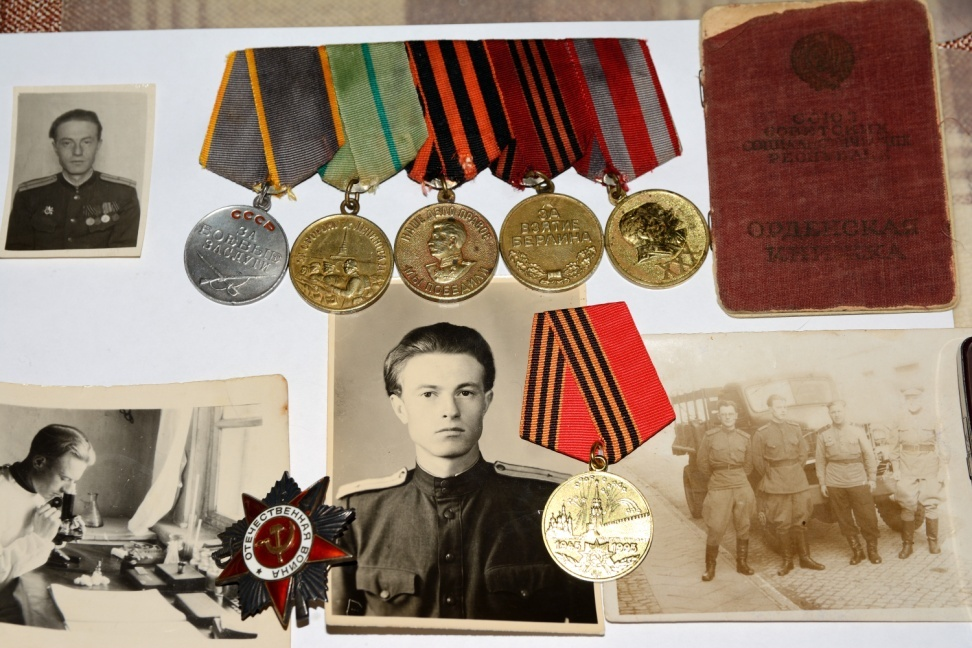 СССР
ЗА
БОЕВЫЕ
ЗАСЛУГИ
НАШЕ ДЕЛО ПРАВОЕ
МЫ ПОБЕДИЛИ
ЗА
ВЗЯТИЕ
БЕРЛИНА
XXX
СОЮЗ
СОВЕТСКИХ
СОЦИАЛИСТИЧЕСКИХ
РЕСПУБЛИК
ОРДЕНСКАЯ
КНИЖКА
ОТЕЧЕСТВЕННАЯ ВОЙНА
1945 1995